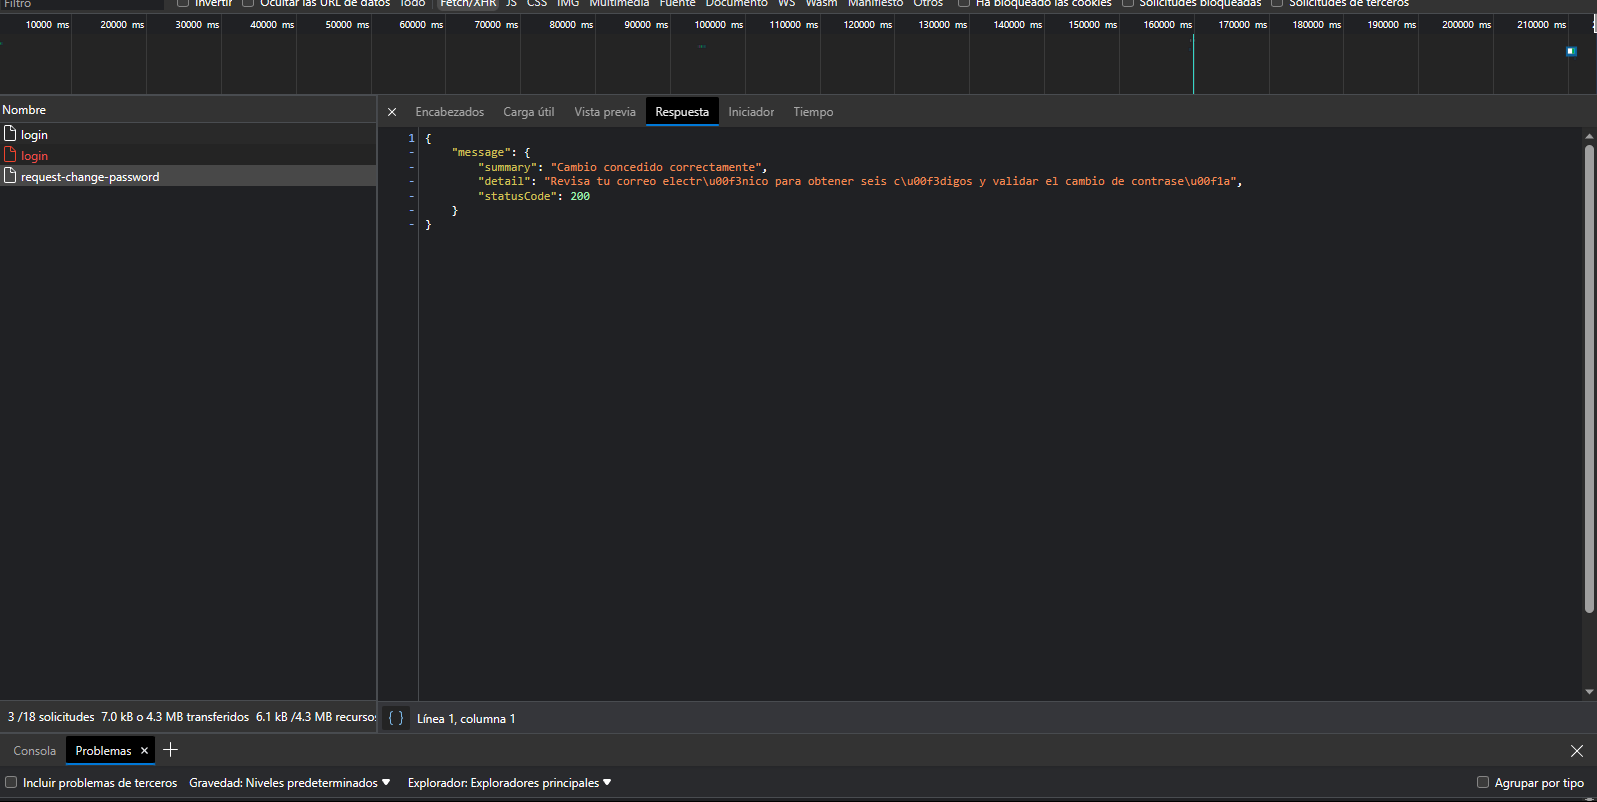 Filtro Invertir Ocultar las URL de datos Todo Fetch/XHR JS CSS IMG Multimedia Fuente Documento WS Wasm Manifiesto Otros Ha bloqueado las cookies Solicitudes bloqueadas Solicitudes de terceros
10000 ms 20000 ms 30000 ms 40000 ms 50000 ms 60000 ms 70000 ms 80000 ms 90000 ms 100000 ms 110000 ms 120000 ms 130000 ms 140000 ms 150000 ms 160000 ms 170000 ms 180000 ms 190000 ms 200000 ms 210000 ms
Nombre
login
login
request-change-password
Encabezados Carga útil Vista previa Respuesta Iniciador Tiempo
1 {
- "message": {
- "summary": "Cambio concedido correctamente",
- "detail": "Revisa tu correo electr\u00f3nico para obtener seis c\u00f3digos y validar el cambio de contrase\u00f1a",
- "statusCode": 200
- }
- }
3 /18 solicitudes 7.0 kB o 4.3 MB transferidos 6.1 kB /4.3 MB recursos
{ } Línea 1, columna 1
Consola Problemas
Incluir problemas de terceros Gravedad: Niveles predeterminados Explorador: Exploradores principales Agrupar por tipo